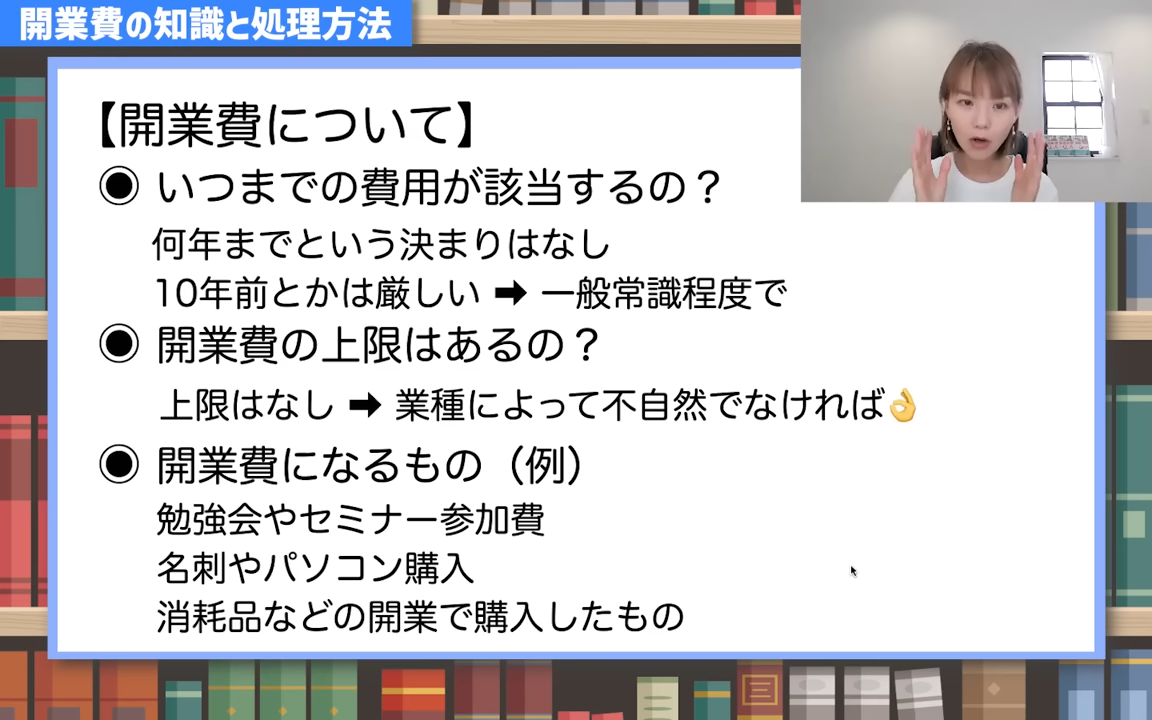 開業費の知識と処理方法
【開業費について】
◉ いつまでの費用が該当するの？
何年までという決まりはなし
10年前とかは厳しい ➡ 一般常識程度で
◉ 開業費の上限はあるの？
上限はなし ➡ 業種によって不自然でなければ👌
◉ 開業費になるもの（例）
勉強会やセミナー参加費
名刺やパソコン購入
消耗品などの開業で購入したもの